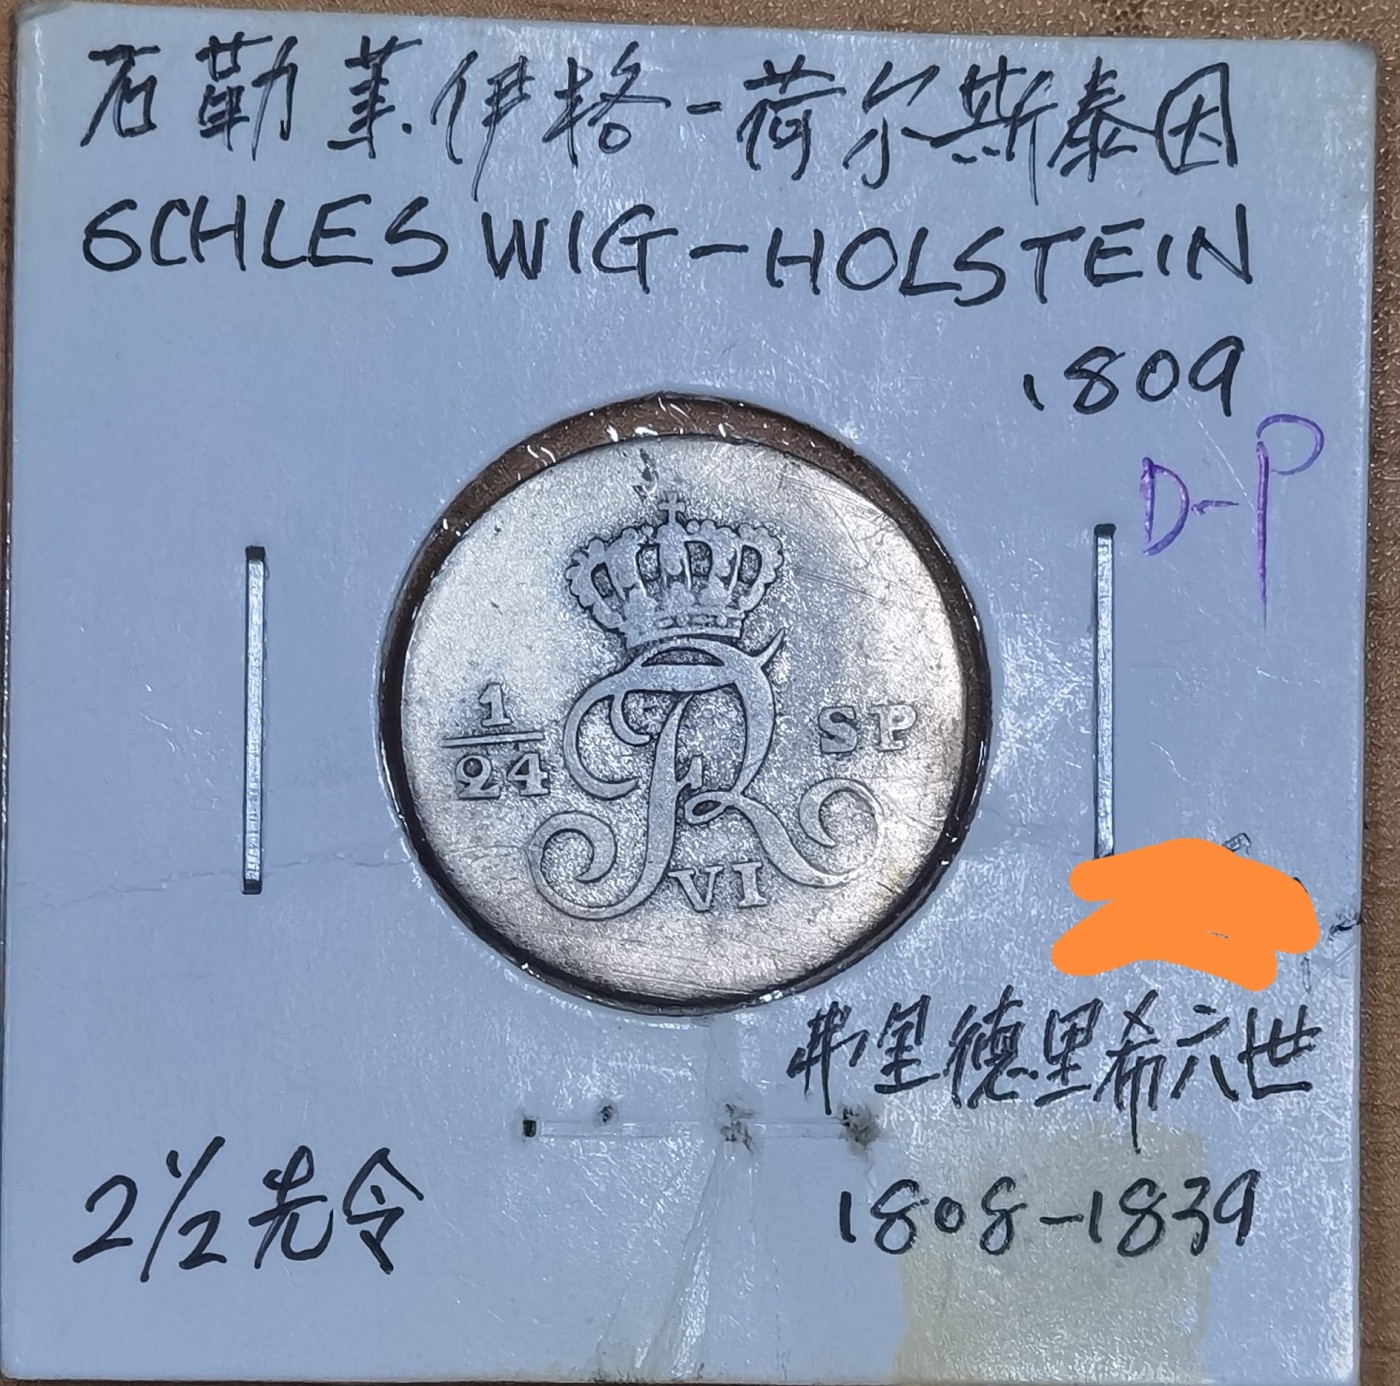 石勒苏伊格-荷尔斯泰因
SCHLESWIG-HOLSTEIN
1809
D-P
1/24 SP
FR
VI
弗里德里希六世
2½先令
1808-1839